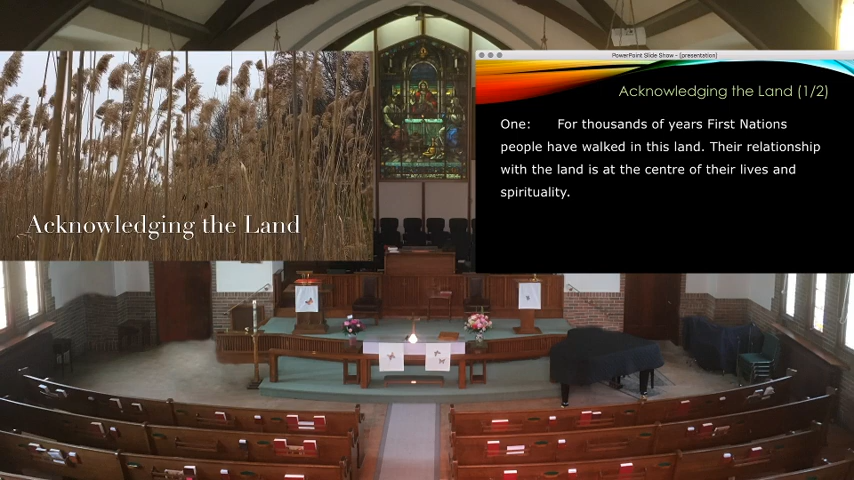 Acknowledging the Land
PowerPoint Slide Show - [presentation]
Acknowledging the Land (1/2)
One: For thousands of years First Nations
people have walked in this land. Their relationship
with the land is at the centre of their lives and
spirituality.